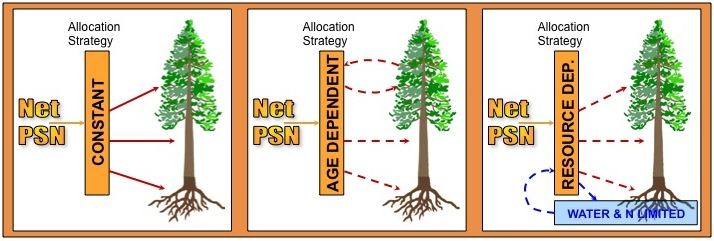 Allocation
Strategy
Net
PSN
CONSTANT
Allocation
Strategy
Net
PSN
AGE DEPENDENT
Allocation
Strategy
Net
PSN
RESOURCE DEP.
WATER & N LIMITED